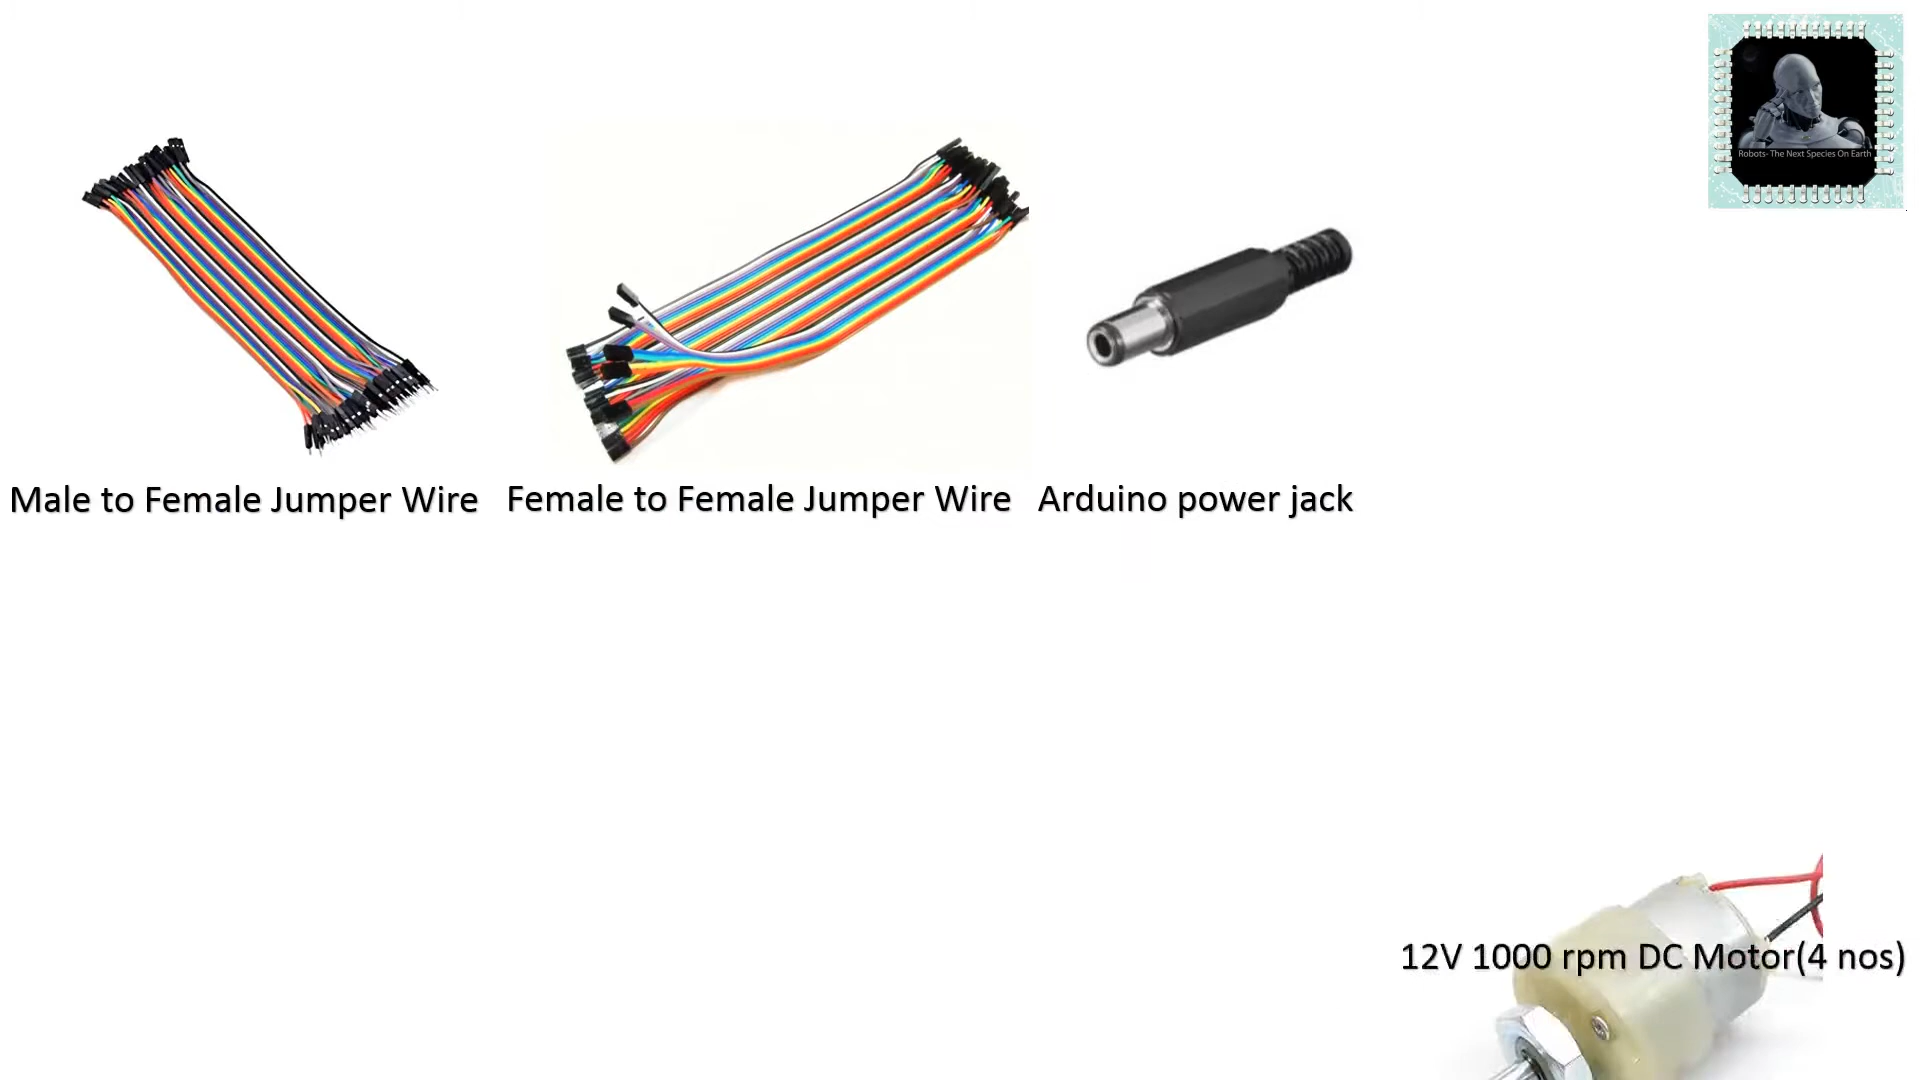 Robots- The Next Species On Earth
Male to Female Jumper Wire
Female to Female Jumper Wire
Arduino power jack
12V 1000 rpm DC Motor(4 nos)